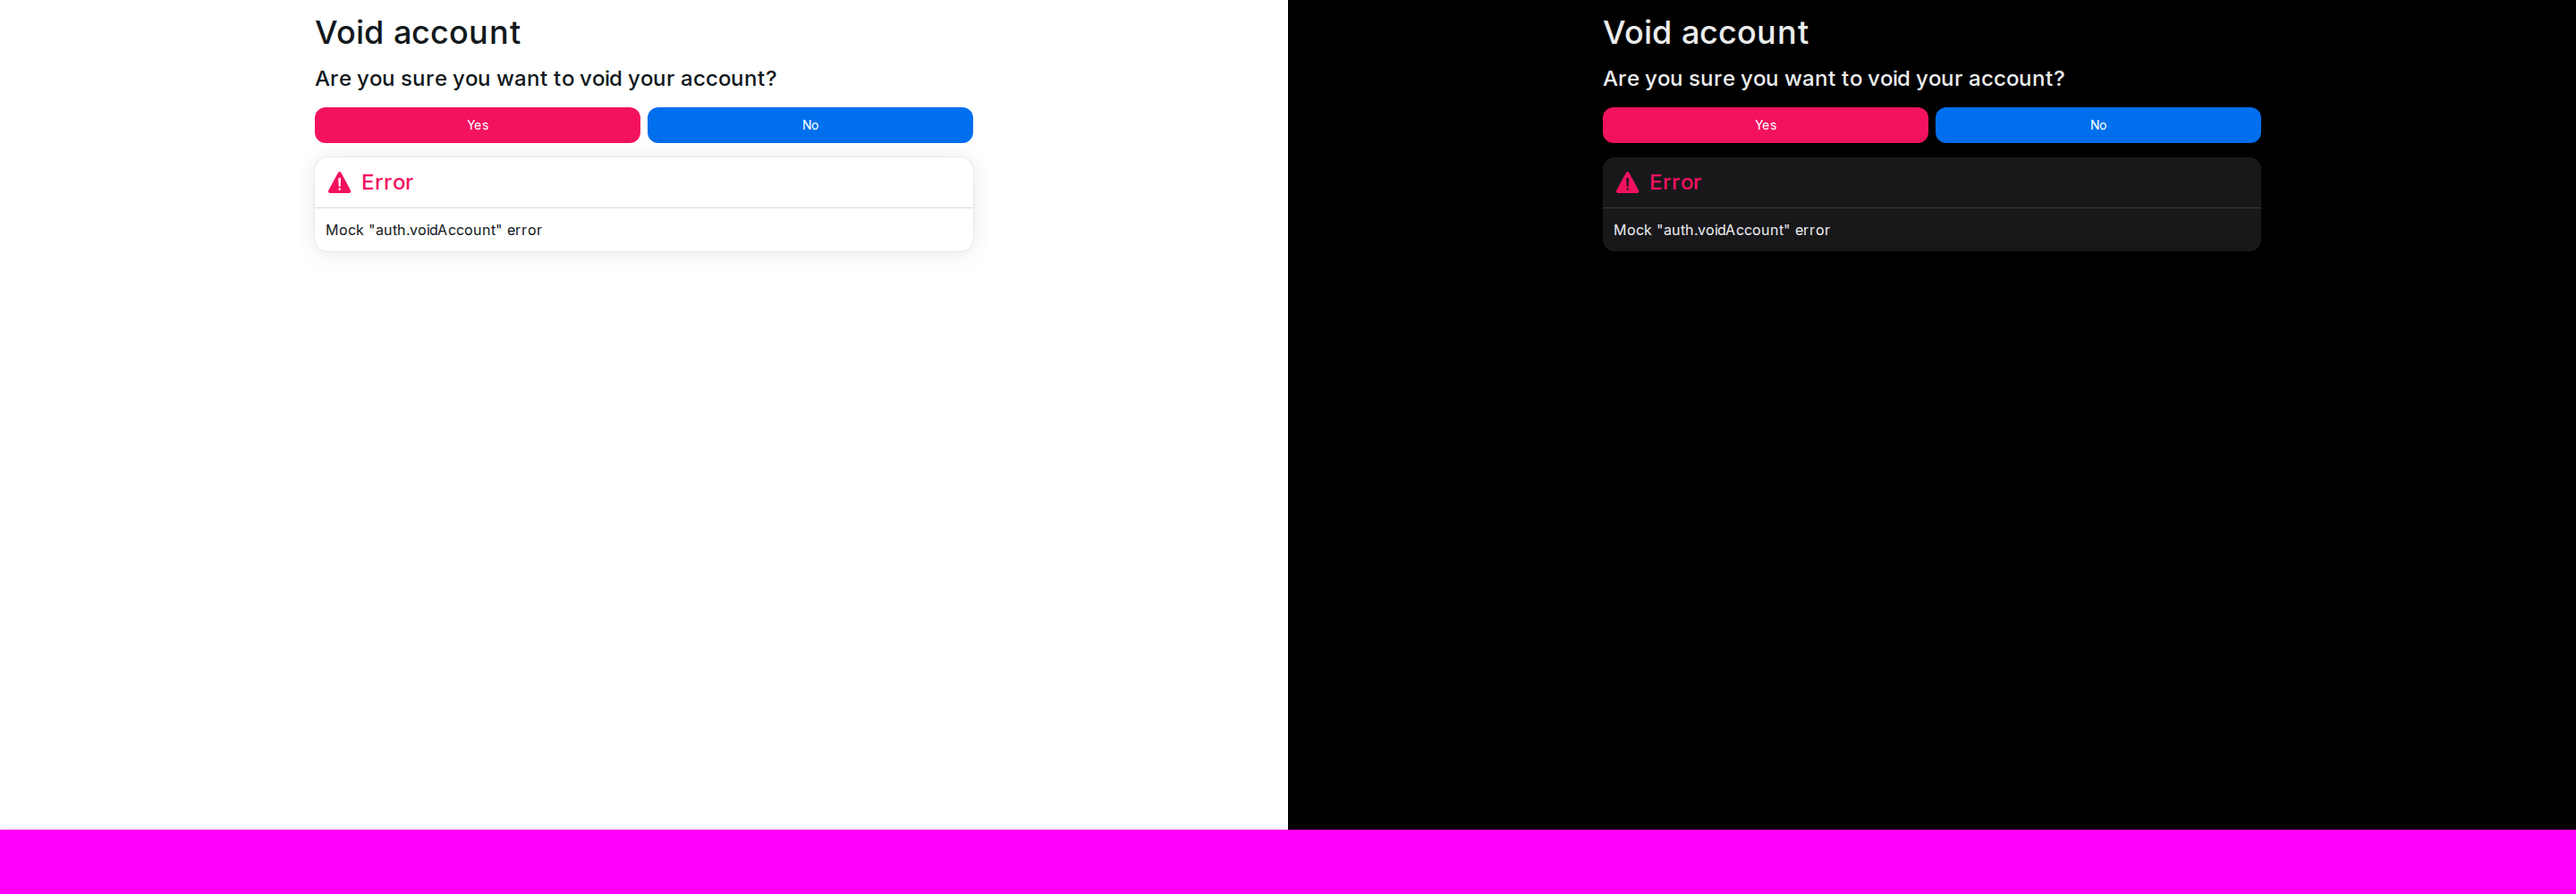 Void account
Are you sure you want to void your account?
Yes
No
Error
Mock "auth.voidAccount" error
Void account
Are you sure you want to void your account?
Yes
No
Error
Mock "auth.voidAccount" error